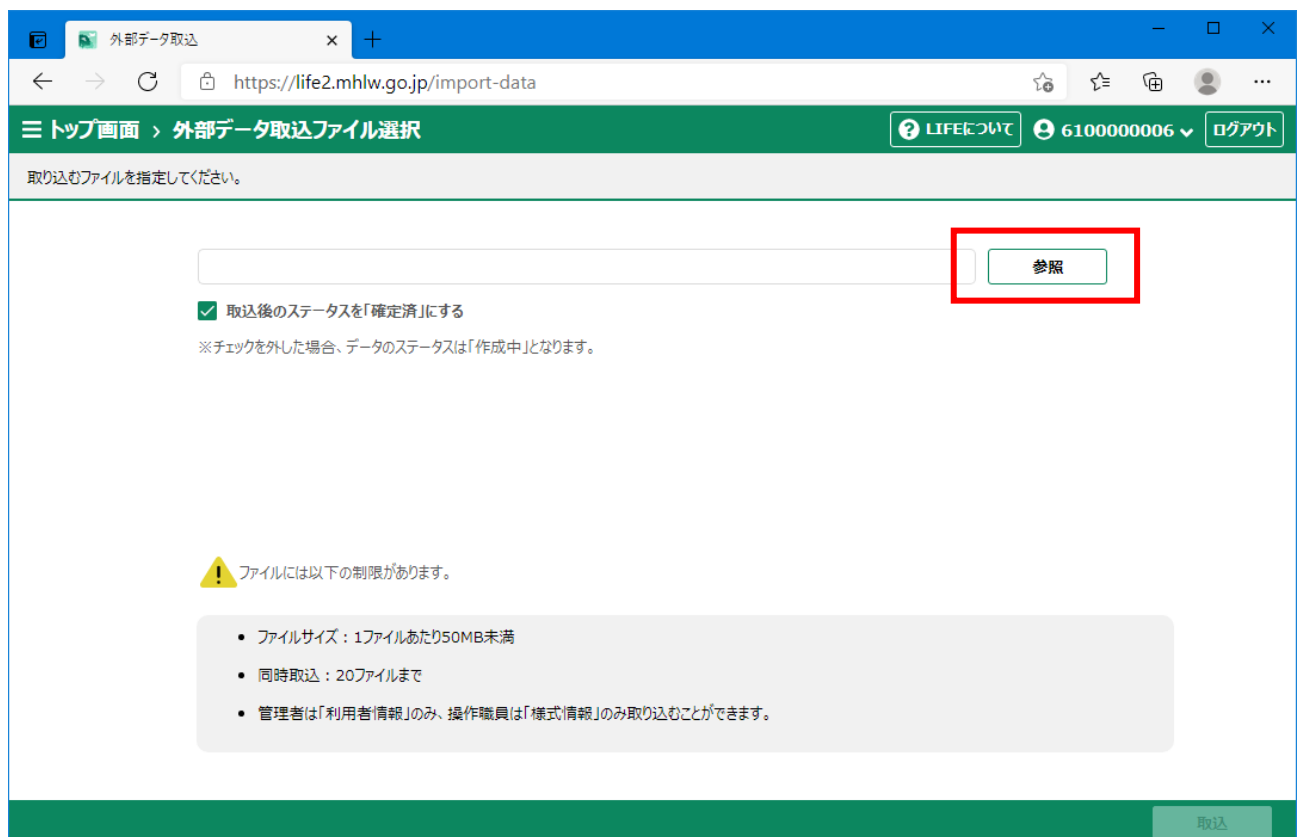 外部データ取込
https://life2.mhlw.go.jp/import-data
トップ画面 › 外部データ取込ファイル選択
LIFEについて
6100000006
ログアウト
取り込むファイルを指定してください。
参照
取込後のステータスを「確定済」にする
※チェックを外した場合、データのステータスは「作成中」となります。
ファイルには以下の制限があります。
• ファイルサイズ：1ファイルあたり50MB未満
• 同時取込：20ファイルまで
• 管理者は「利用者情報」のみ、操作職員は「様式情報」のみ取り込むことができます。
取込